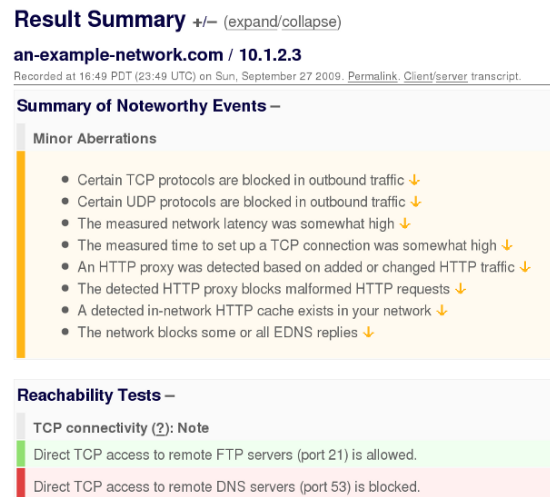 Result Summary +/– (expand/collapse)
an-example-network.com / 10.1.2.3
Recorded at 16:49 PDT (23:49 UTC) on Sun, September 27 2009. Permalink. Client/server transcript.
Summary of Noteworthy Events –
Minor Aberrations
• Certain TCP protocols are blocked in outbound traffic ↓
• Certain UDP protocols are blocked in outbound traffic ↓
• The measured network latency was somewhat high ↓
• The measured time to set up a TCP connection was somewhat high ↓
• An HTTP proxy was detected based on added or changed HTTP traffic ↓
• The detected HTTP proxy blocks malformed HTTP requests ↓
• A detected in-network HTTP cache exists in your network ↓
• The network blocks some or all EDNS replies ↓
Reachability Tests –
TCP connectivity (?): Note
Direct TCP access to remote FTP servers (port 21) is allowed.
Direct TCP access to remote DNS servers (port 53) is blocked.